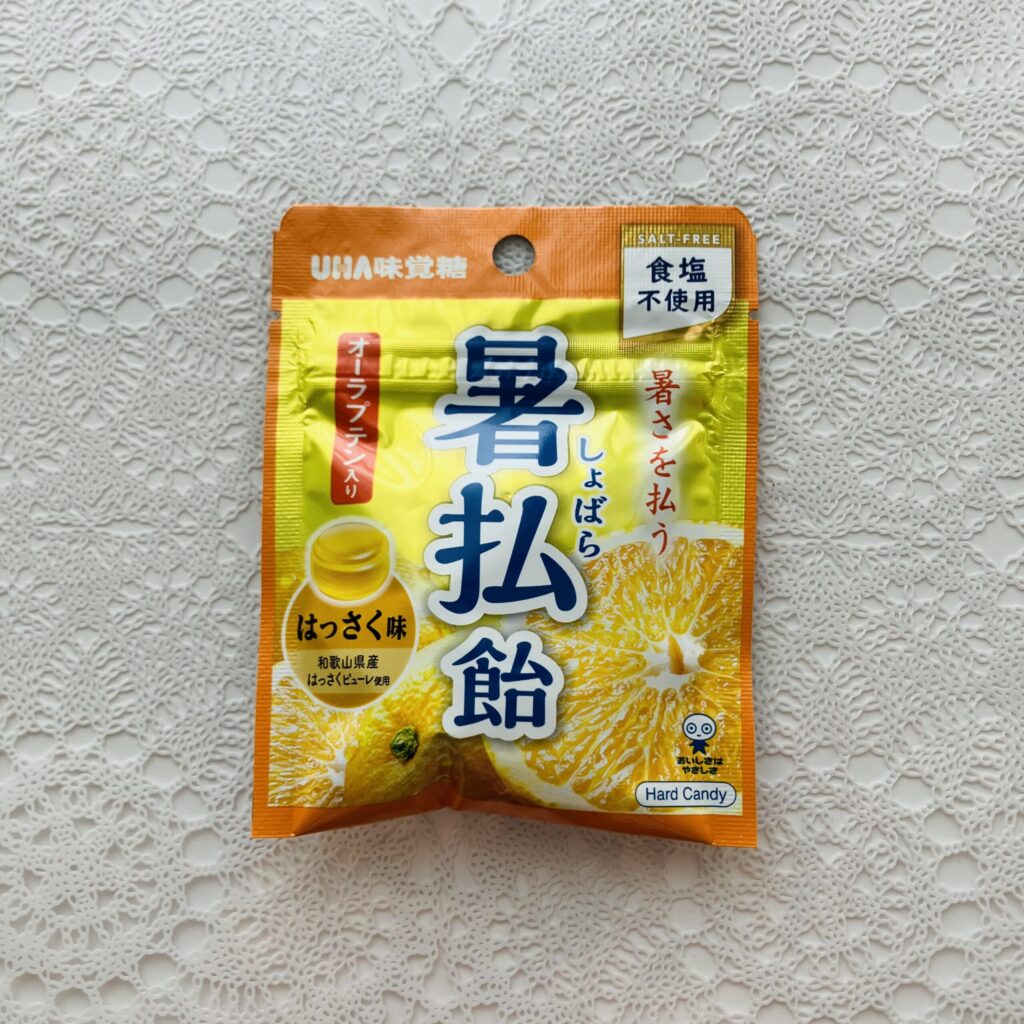 UHA味覚糖
SALT-FREE
食塩
不使用
オーラプテン入り
暑払飴
しょばら
暑さを払う
はっさく味
和歌山県産
はっさくピューレ使用
おいしさは
やさしさ
Hard Candy